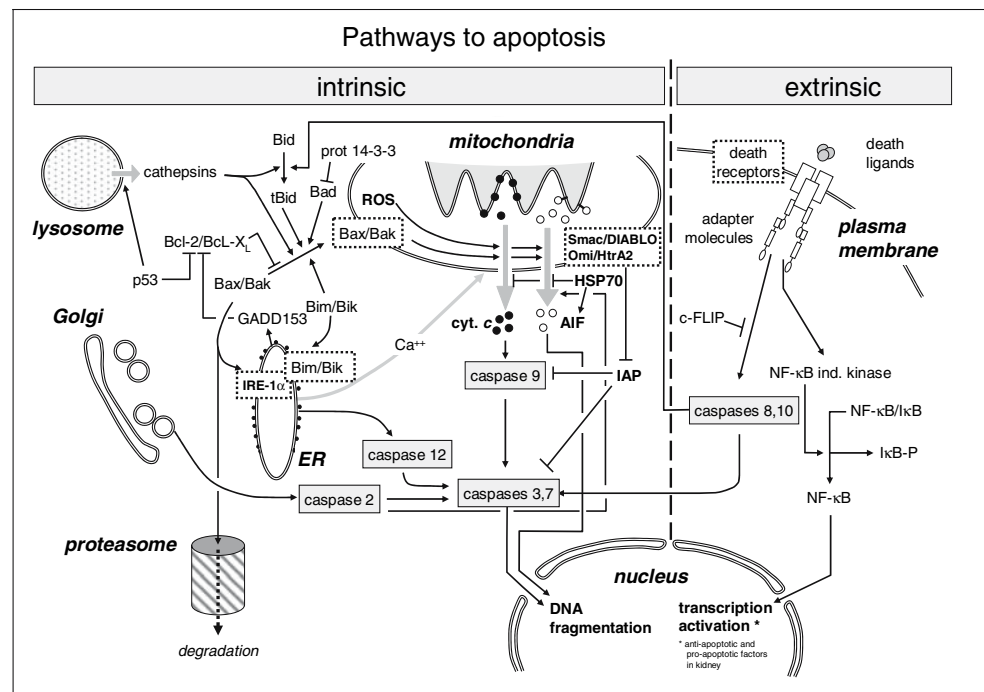 Pathways to apoptosis
intrinsic
extrinsic
lysosome
cathepsins
Bid
tBid
prot 14-3-3
Bad
ROS
Bax/Bak
mitochondria
Smac/DIABLO
Omi/HtrA2
HSP70
cyt. c
AIF
IAP
caspase 9
p53
Bcl-2/BcL-XL
Bax/Bak
GADD153
Bim/Bik
Bim/Bik
IRE-1α
ER
Ca++
Golgi
caspase 12
caspase 2
caspases 3,7
proteasome
degradation
death
receptors
death
ligands
adapter
molecules
plasma
membrane
c-FLIP
caspases 8,10
NF-κB ind. kinase
NF-κB/IκB
IκB-P
NF-κB
nucleus
DNA
fragmentation
transcription
activation *
* anti-apoptotic and
pro-apoptotic factors
in kidney